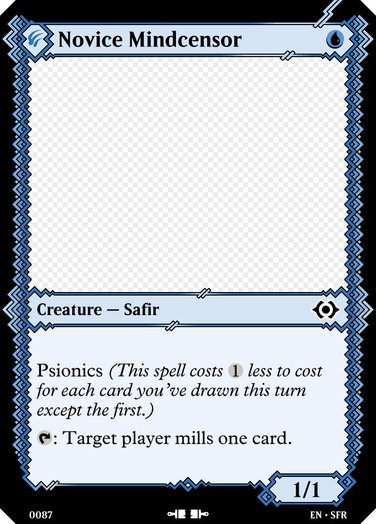 Novice Mindcensor
Creature — Safir
Psionics (This spell costs 1 less to cost
for each card you've drawn this turn
except the first.)
: Target player mills one card.
1/1
0087
EN • SFR